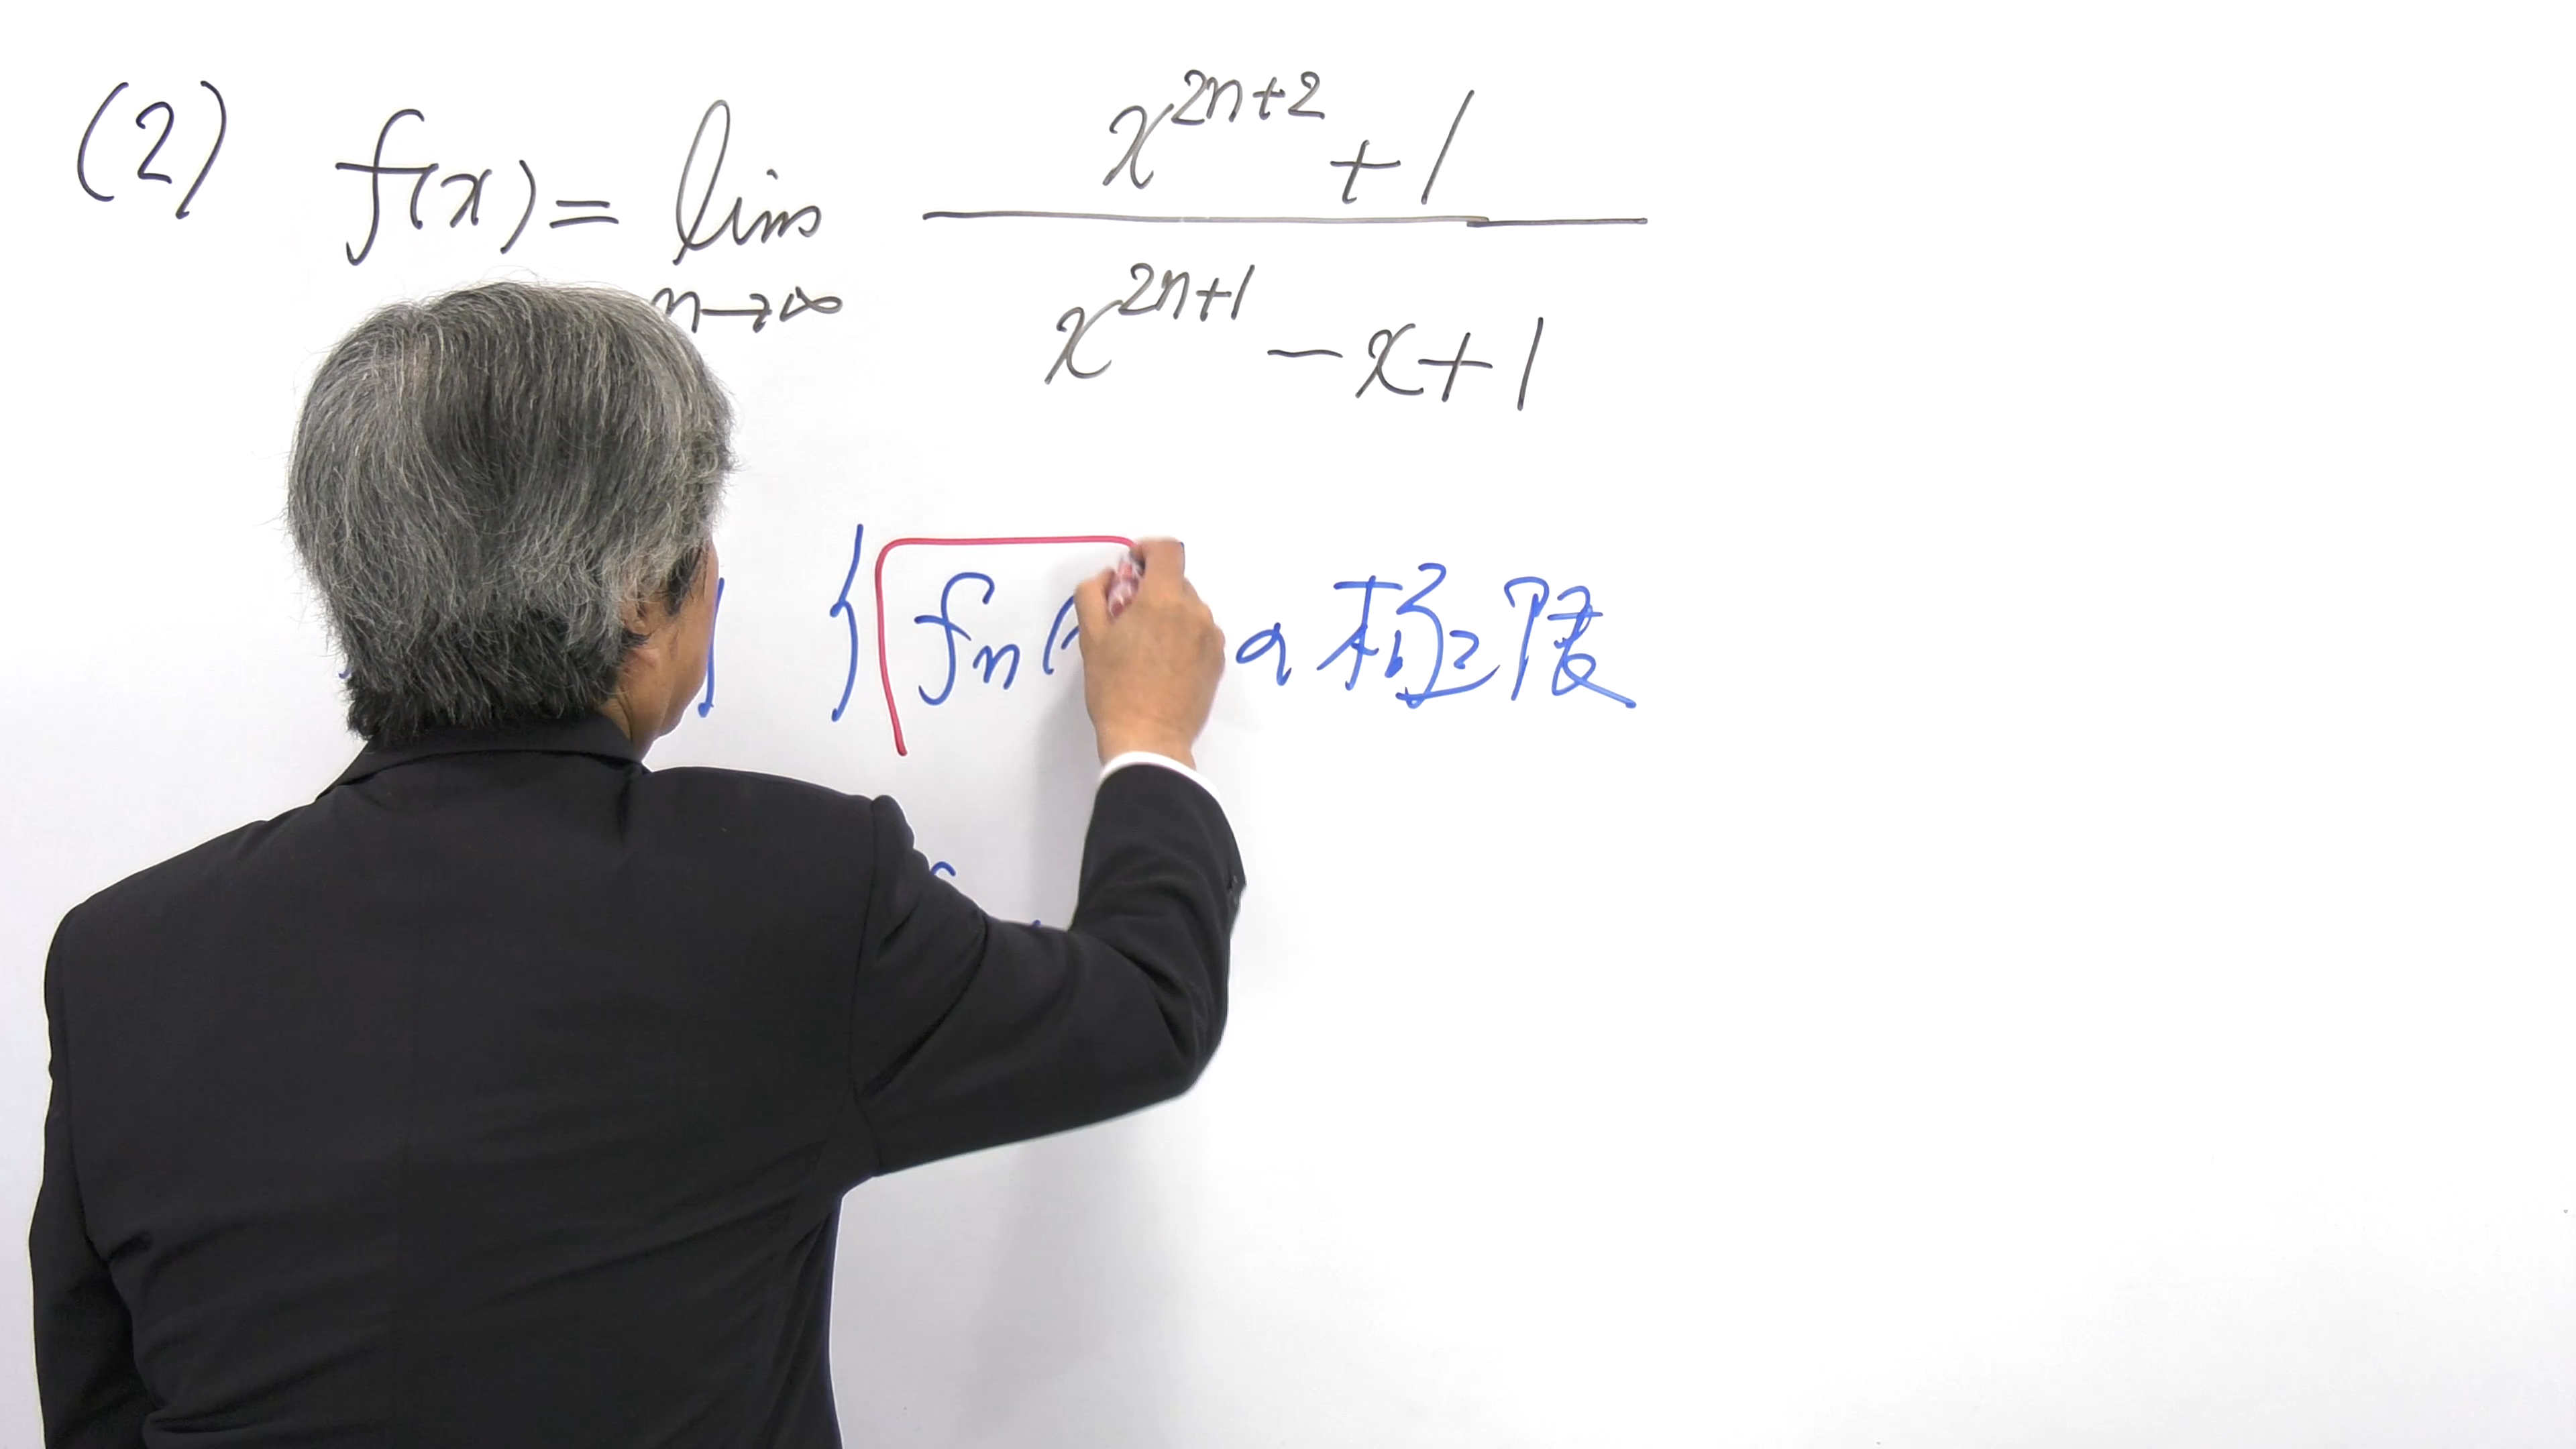 (2) f(x) = lim n→∞ x^{2n+2} + 1 / x^{2n+1} - x + 1
} fn( の極限